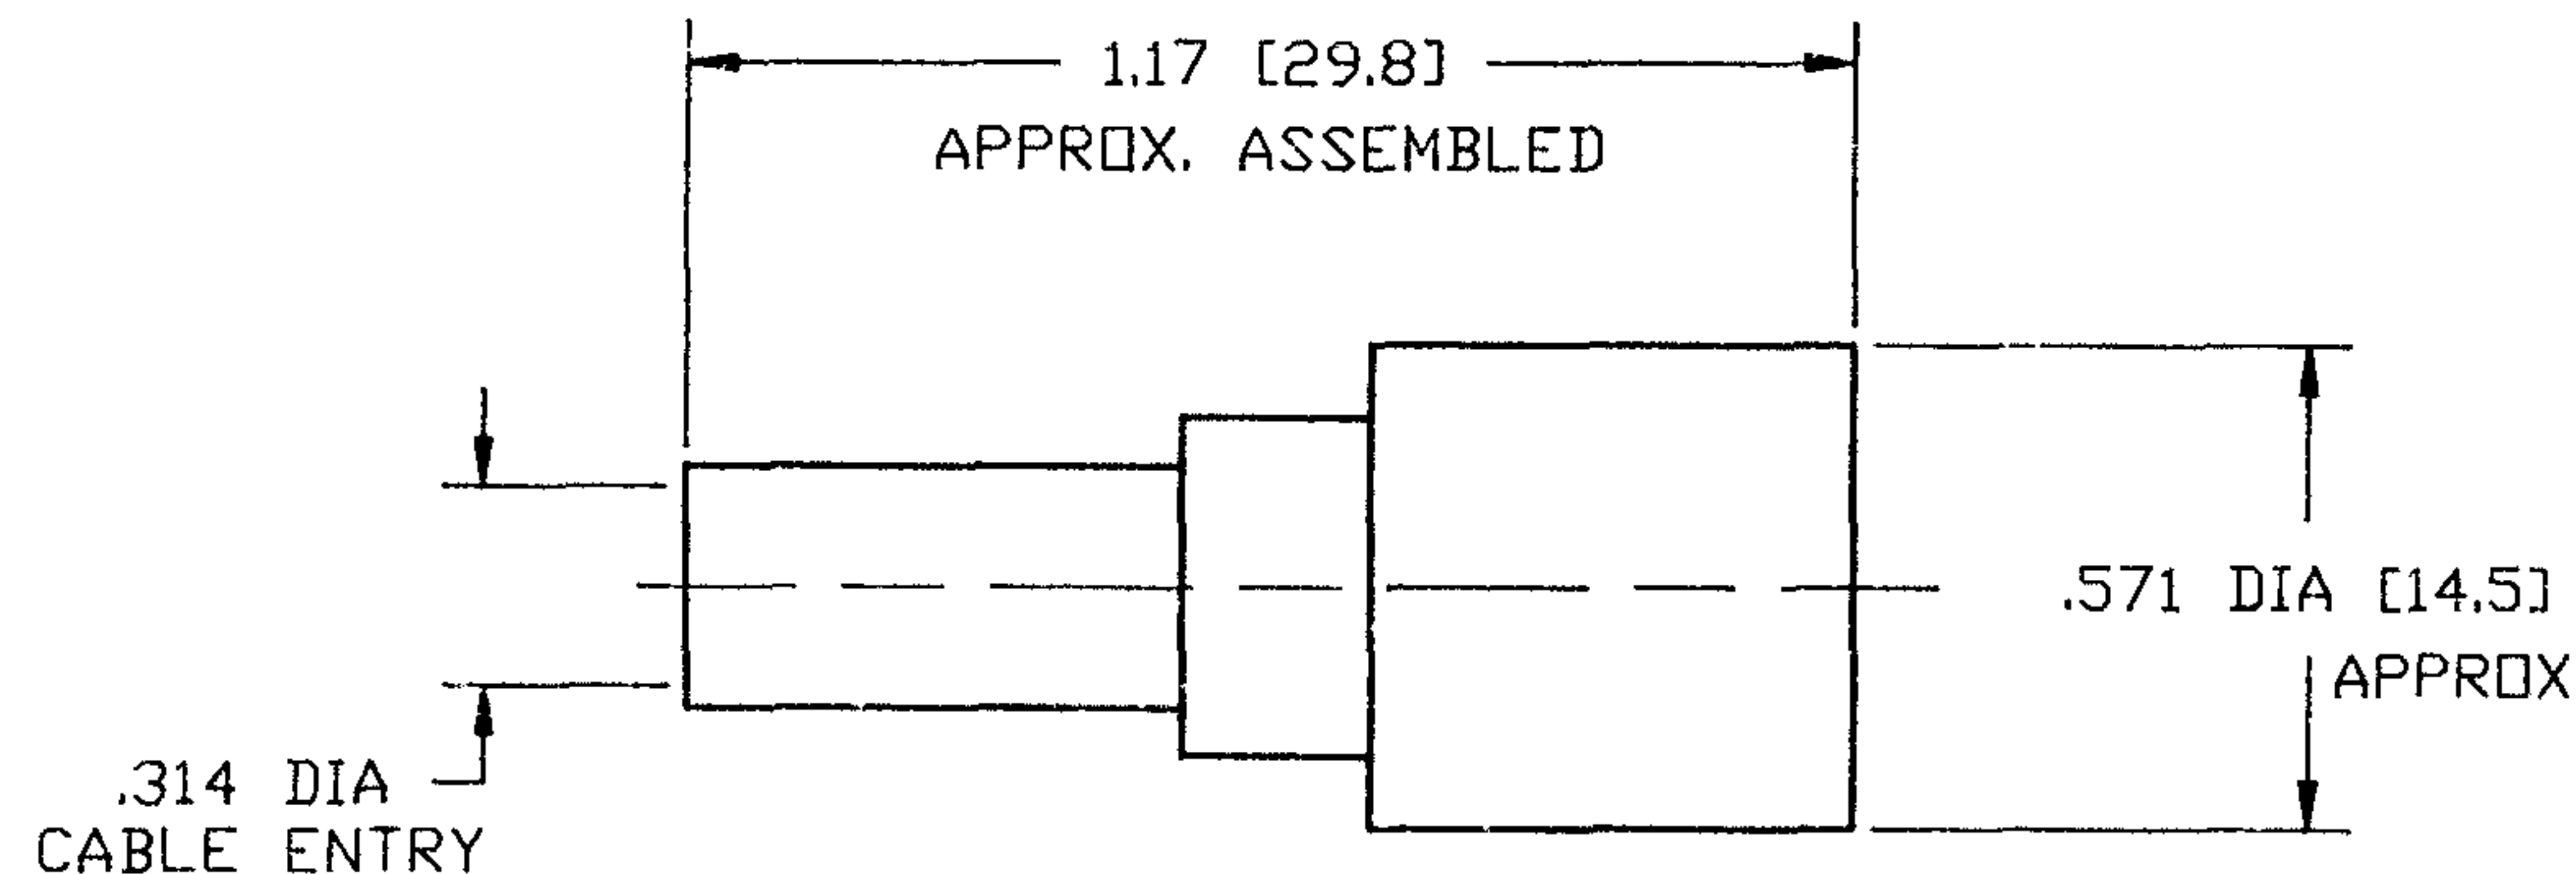 1.17 [29.8]
APPROX. ASSEMBLED
.571 DIA [14.5]
APPROX
.314 DIA
CABLE ENTRY